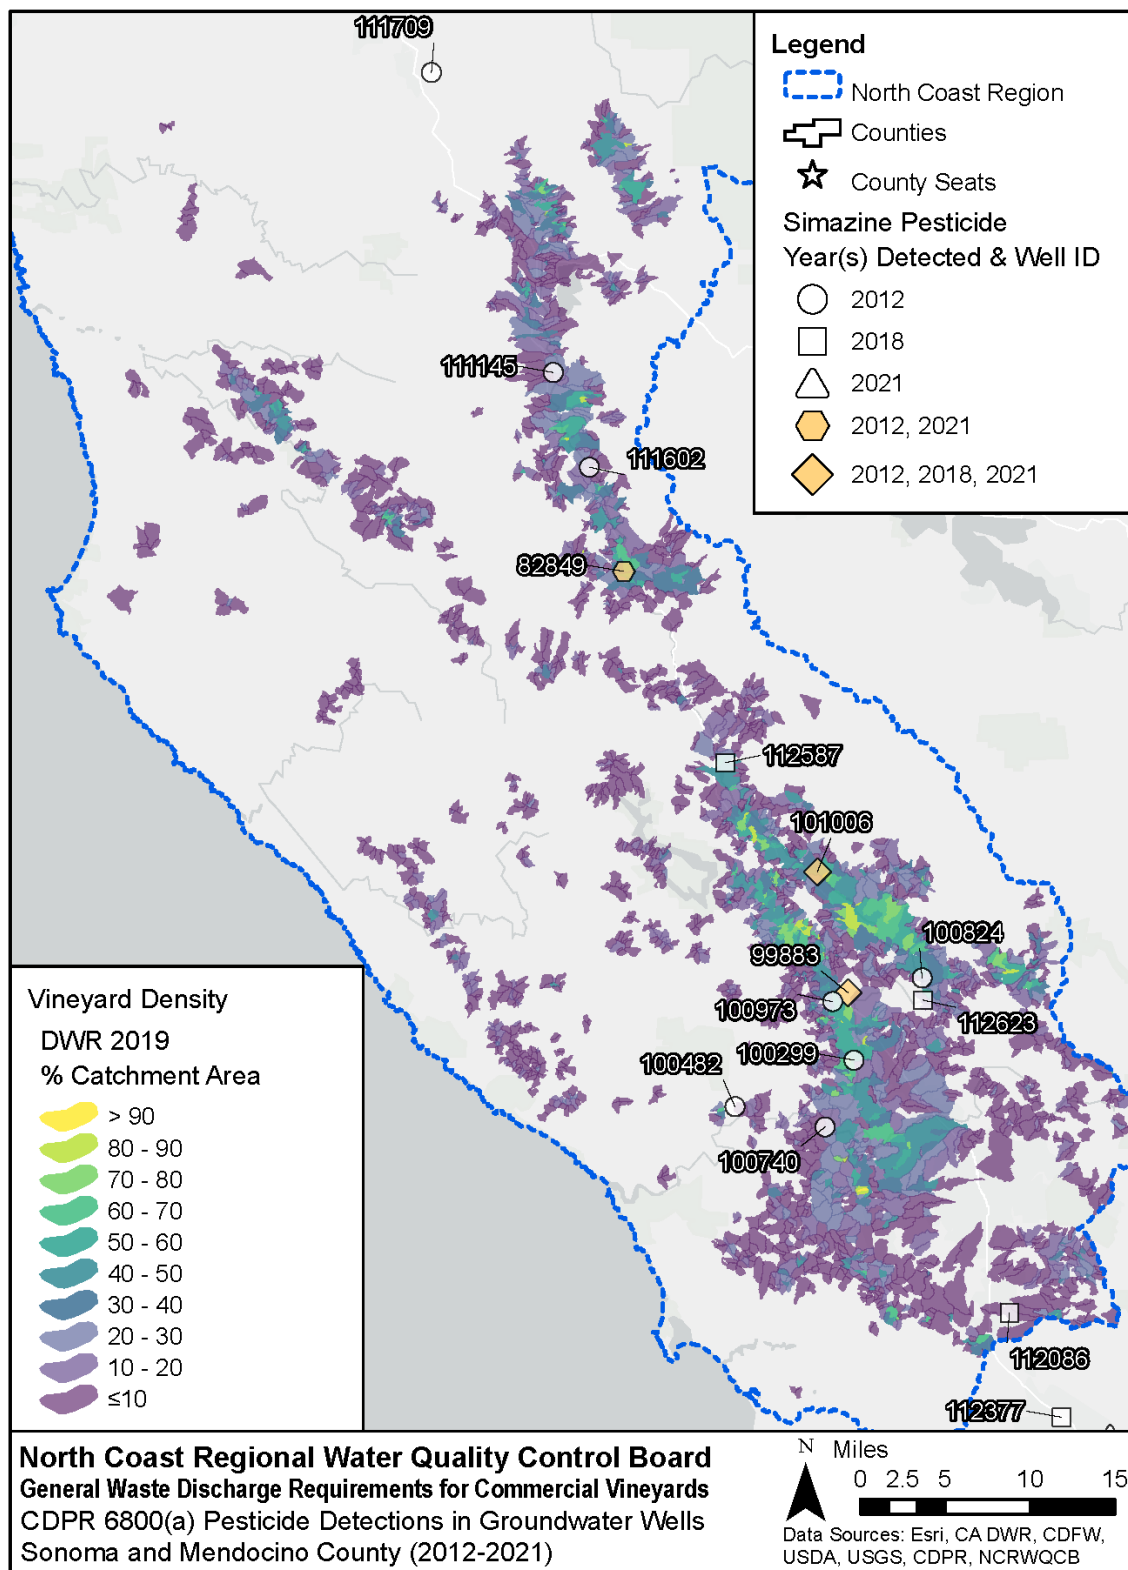 111709
Legend
North Coast Region
Counties
County Seats
Simazine Pesticide
Year(s) Detected & Well ID
2012
2018
2021
2012, 2021
2012, 2018, 2021
111145
111602
82849
112587
101006
100824
99883
100973
112623
100299
100482
100740
112086
112377
Vineyard Density
DWR 2019
% Catchment Area
> 90
80 - 90
70 - 80
60 - 70
50 - 60
40 - 50
30 - 40
20 - 30
10 - 20
≤10
North Coast Regional Water Quality Control Board
General Waste Discharge Requirements for Commercial Vineyards
CDPR 6800(a) Pesticide Detections in Groundwater Wells
Sonoma and Mendocino County (2012-2021)
N
Miles
0 2.5 5 10 15
Data Sources: Esri, CA DWR, CDFW,
USDA, USGS, CDPR, NCRWQCB